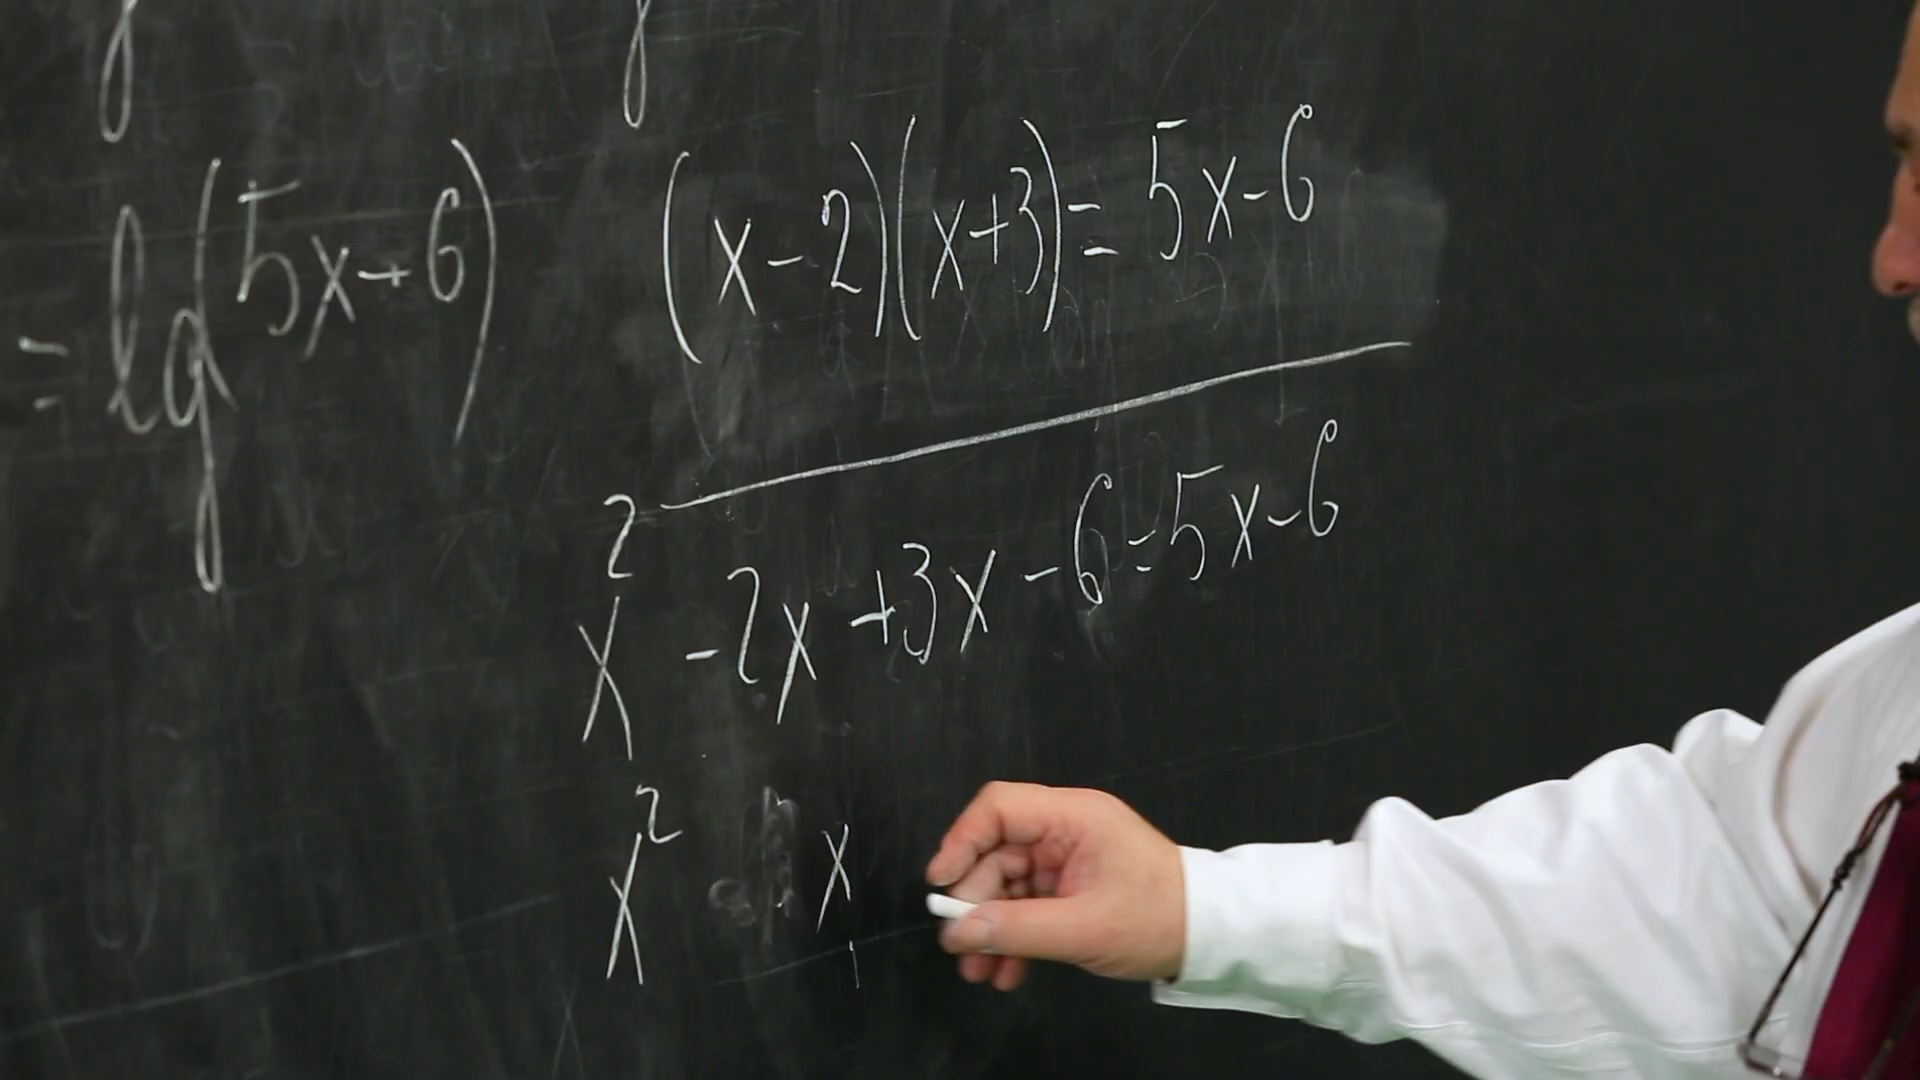 = lg(5x+6)
(x-2)(x+3)= 5x-6
x² -2x +3x -6=5x-6
x² x